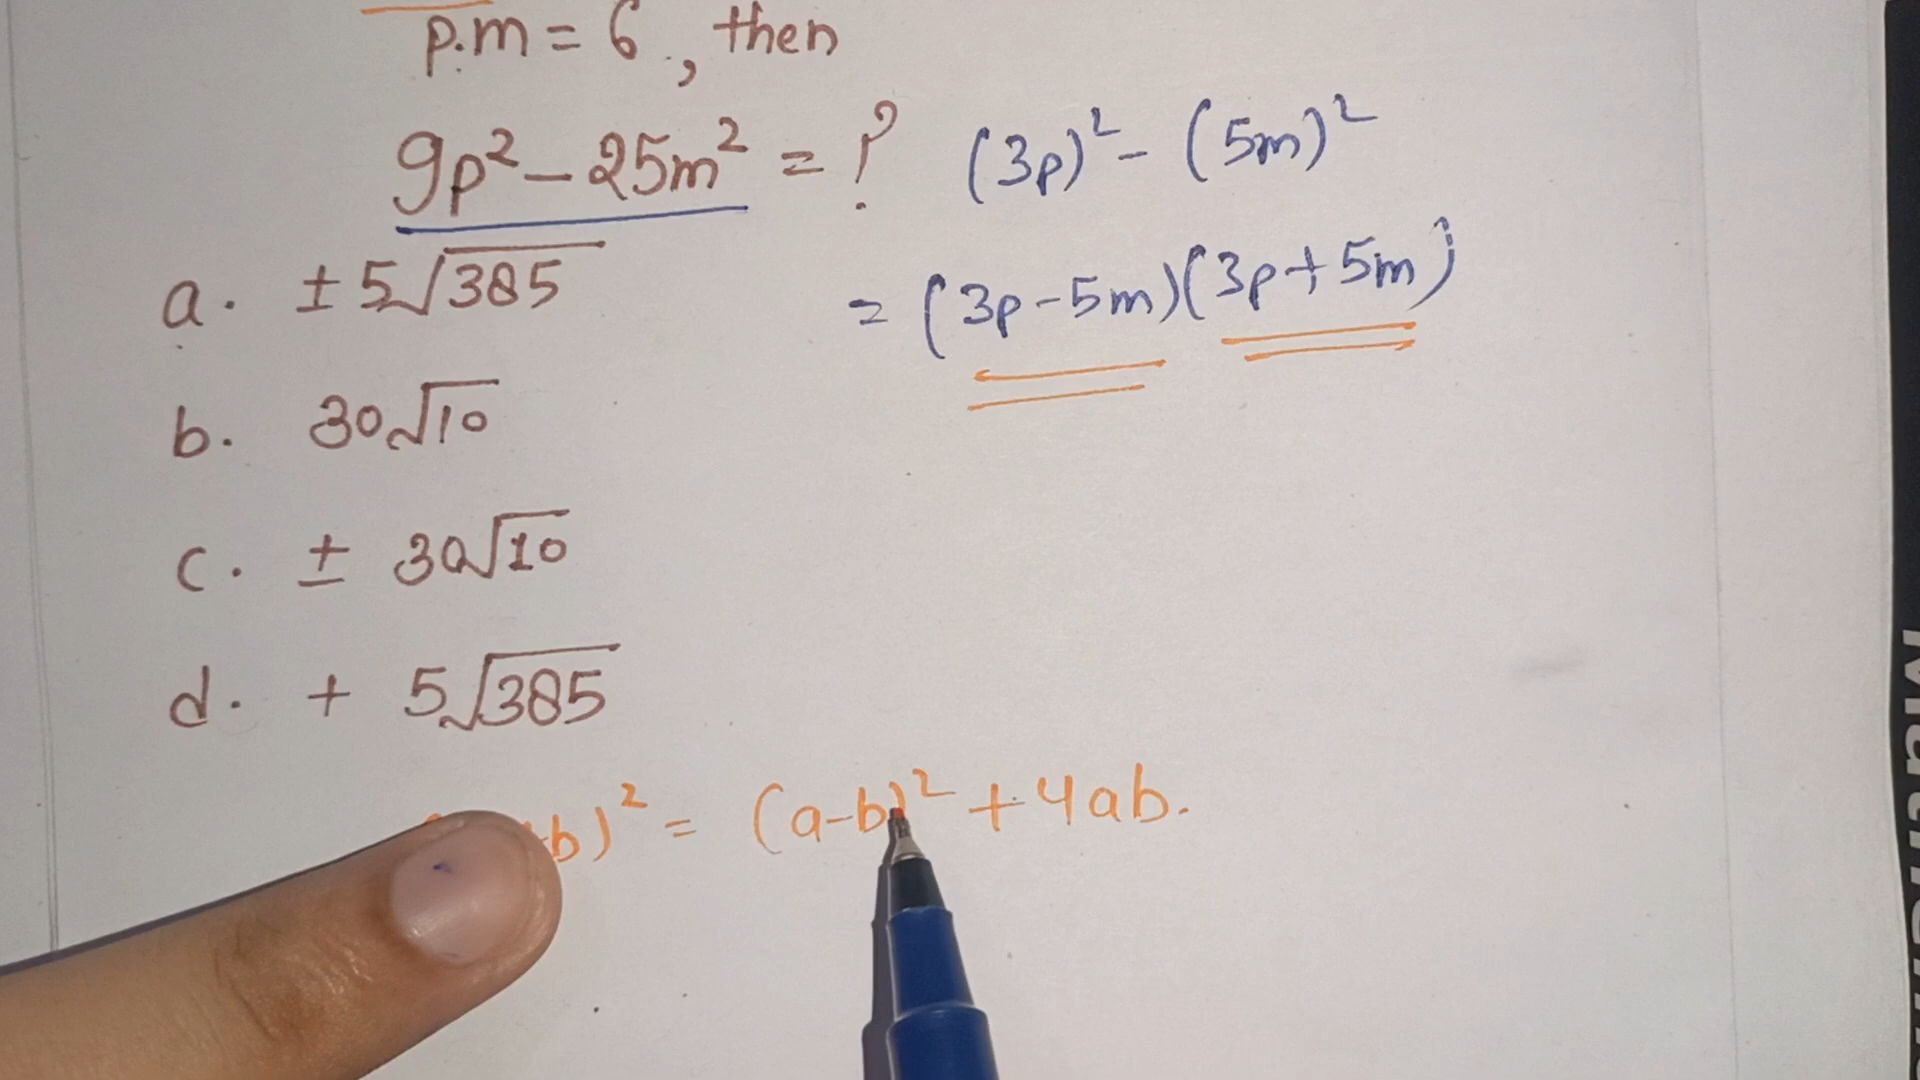 p.m = 6, then
9p² - 25m² = ? (3p)² - (5m)²
= (3p-5m)(3p+5m)
a. ± 5√385
b. 30√10
c. ± 30√10
d. + 5√385
b)² = (a-b)² + 4ab.